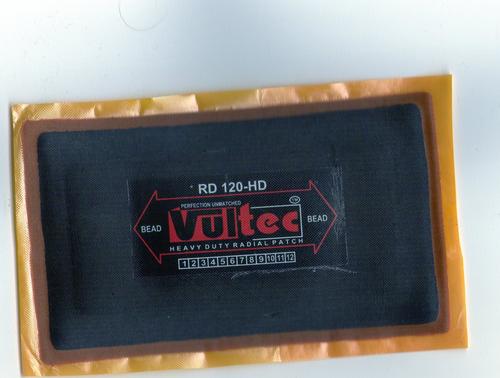 RD 120-HD
PERFECTION UNMATCHED
BEAD Vultec™ BEAD
HEAVY DUTY RADIAL PATCH
1 2 3 4 5 6 7 8 9 10 11 12